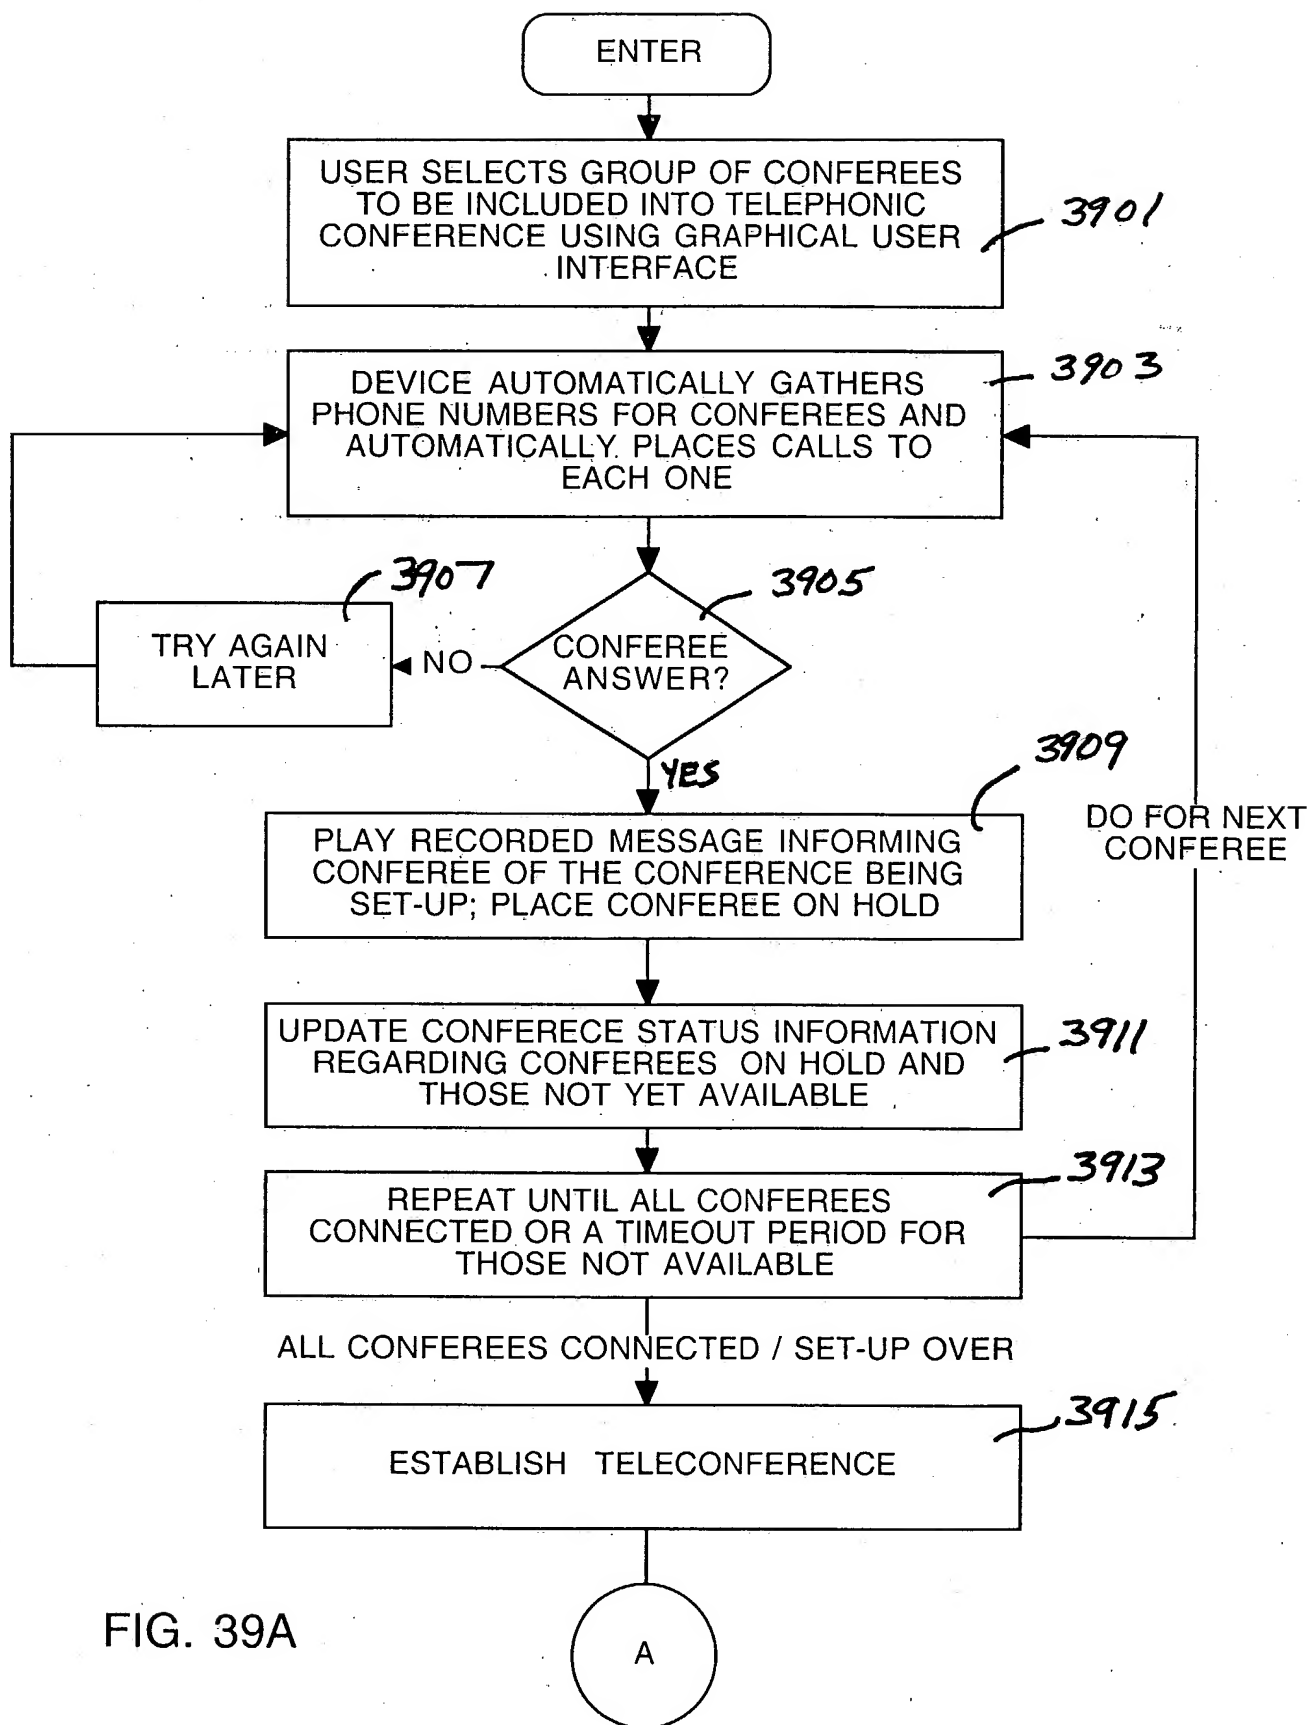 ENTER
USER SELECTS GROUP OF CONFEREES
TO BE INCLUDED INTO TELEPHONIC
CONFERENCE USING GRAPHICAL USER
INTERFACE
3901
DEVICE AUTOMATICALLY GATHERS
PHONE NUMBERS FOR CONFEREES AND
AUTOMATICALLY PLACES CALLS TO
EACH ONE
3903
3907
TRY AGAIN
LATER
NO
3905
CONFEREE
ANSWER?
YES
3909
PLAY RECORDED MESSAGE INFORMING
CONFEREE OF THE CONFERENCE BEING
SET-UP; PLACE CONFEREE ON HOLD
DO FOR NEXT
CONFEREE
UPDATE CONFERECE STATUS INFORMATION
REGARDING CONFEREES ON HOLD AND
THOSE NOT YET AVAILABLE
3911
REPEAT UNTIL ALL CONFEREES
CONNECTED OR A TIMEOUT PERIOD FOR
THOSE NOT AVAILABLE
3913
ALL CONFEREES CONNECTED / SET-UP OVER
ESTABLISH TELECONFERENCE
3915
A
FIG. 39A